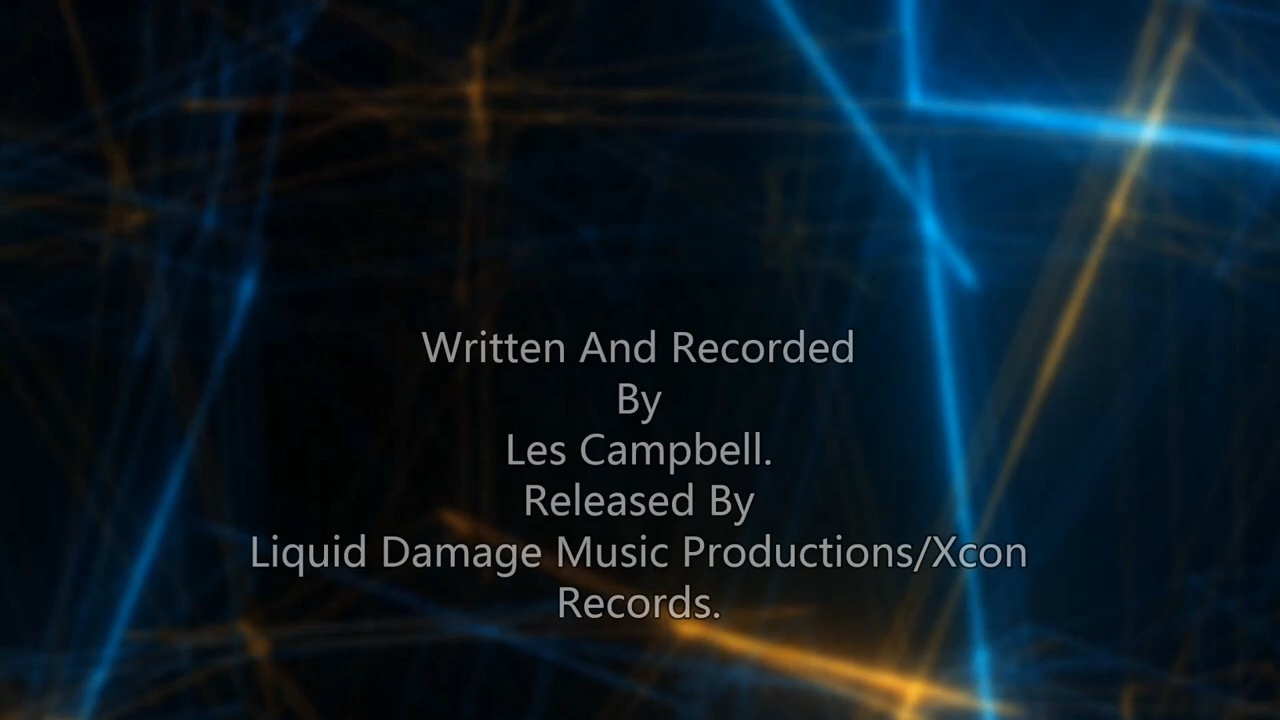 Written And Recorded
By
Les Campbell.
Released By
Liquid Damage Music Productions/Xcon
Records.